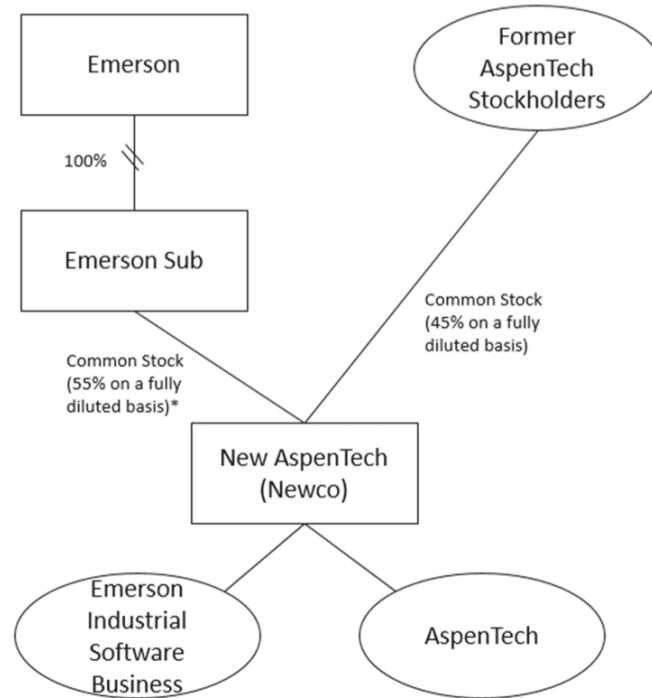 Emerson
Former
AspenTech
Stockholders
100%
Emerson Sub
Common Stock
(45% on a fully
diluted basis)
Common Stock
(55% on a fully
diluted basis)*
New AspenTech
(Newco)
Emerson
Industrial
Software
Business
AspenTech